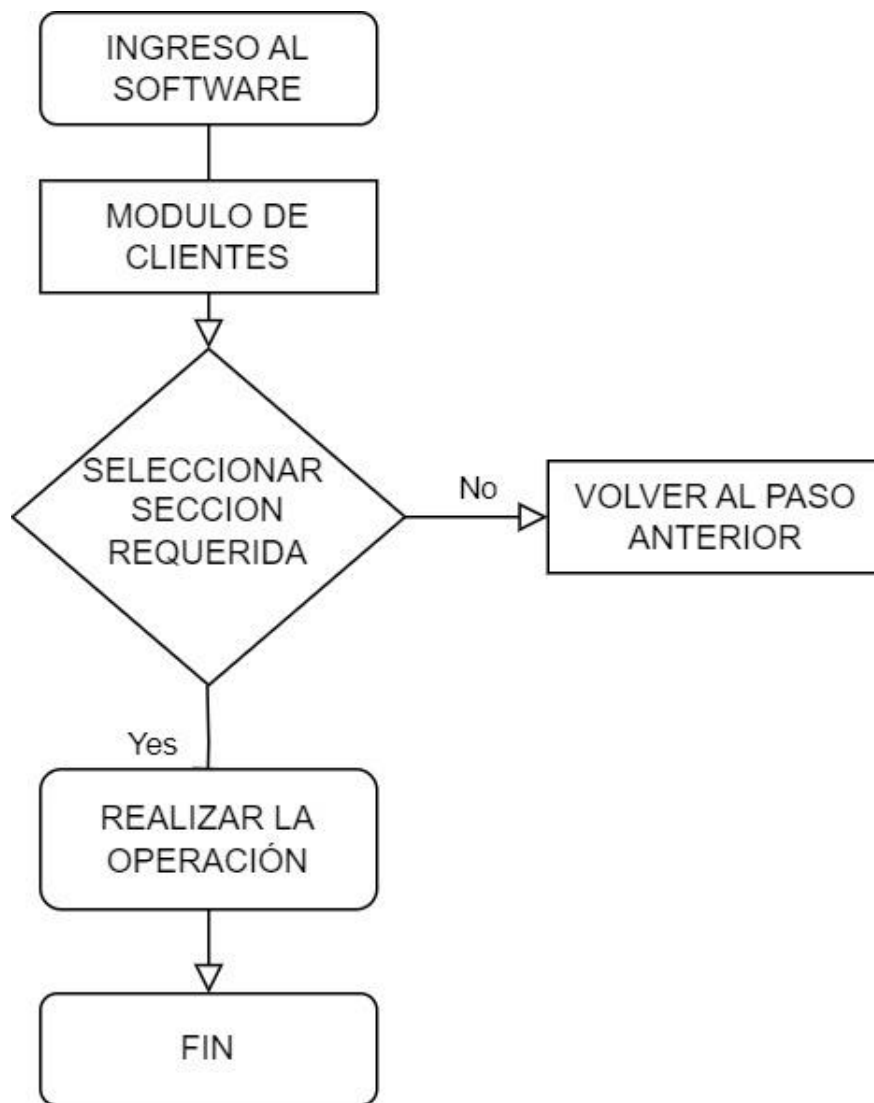 INGRESO AL
SOFTWARE
MODULO DE
CLIENTES
SELECCIONAR
SECCION
REQUERIDA
No
VOLVER AL PASO
ANTERIOR
Yes
REALIZAR LA
OPERACIÓN
FIN